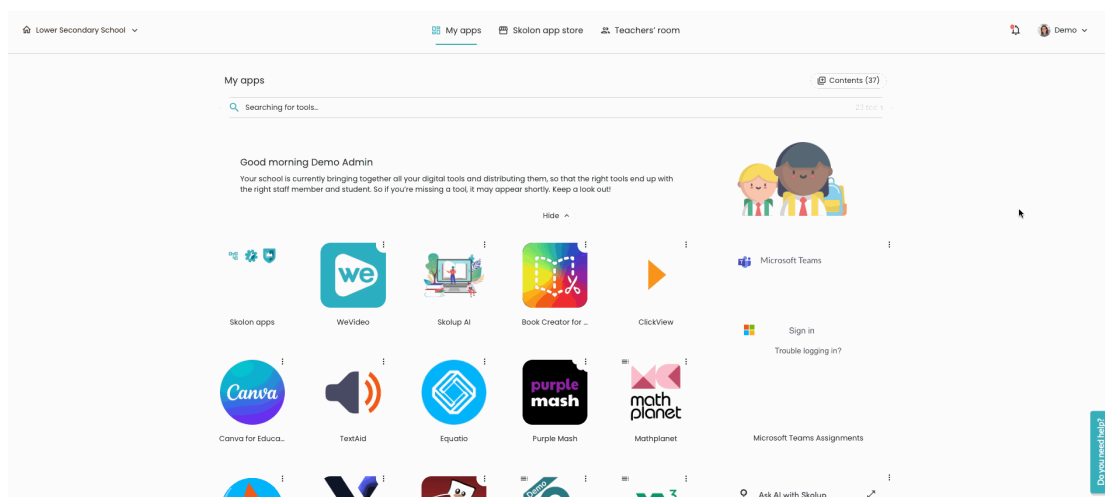 Lower Secondary School
My apps
Skolon app store
Teachers' room
Demo
My apps
Contents (37)
Searching for tools...
Good morning Demo Admin
Your school is currently bringing together all your digital tools and distributing them, so that the right tools end up with
the right staff member and student. So if you're missing a tool, it may appear shortly. Keep a look out!
Hide
Microsoft Teams
we
Skolon apps
WeVideo
Skolup AI
Book Creator for ...
ClickView
Sign in
Trouble logging in?
Canva
purple
mash
math
planet
Canva for Educa...
TextAid
Equatio
Purple Mash
Mathplanet
Microsoft Teams Assignments
Do you need help?
Demo
3
Ask AI with Skolup